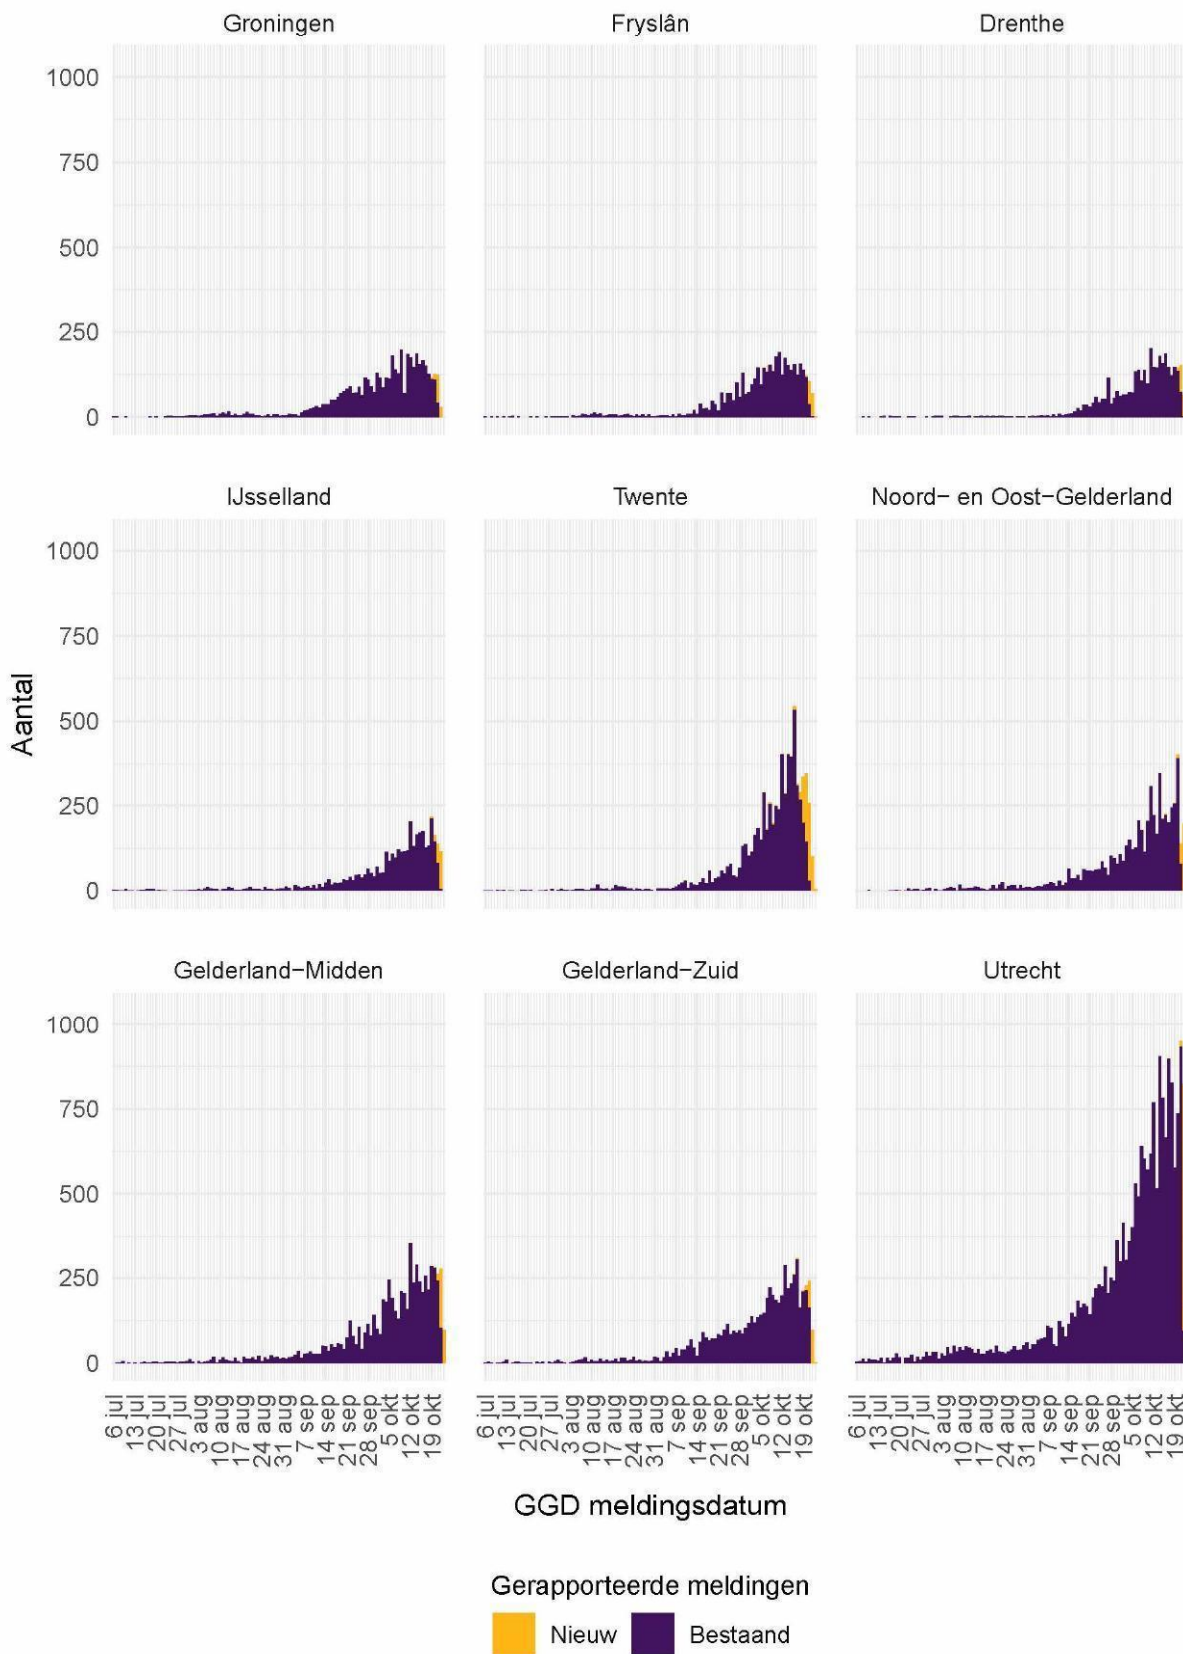 Groningen Fryslân Drenthe
1000
750
500
250
0
IJsselland Twente Noord- en Oost-Gelderland
1000
750
500
250
0
Aantal
Gelderland-Midden Gelderland-Zuid Utrecht
1000
750
500
250
0
6 jul 13 jul 20 jul 27 jul 3 aug 10 aug 17 aug 24 aug 31 aug 7 sep 14 sep 21 sep 28 sep 5 okt 12 okt 19 okt 6 jul 13 jul 20 jul 27 jul 3 aug 10 aug 17 aug 24 aug 31 aug 7 sep 14 sep 21 sep 28 sep 5 okt 12 okt 19 okt 6 jul 13 jul 20 jul 27 jul 3 aug 10 aug 17 aug 24 aug 31 aug 7 sep 14 sep 21 sep 28 sep 5 okt 12 okt 19 okt
GGD meldingsdatum
Gerapporteerde meldingen
Nieuw Bestaand